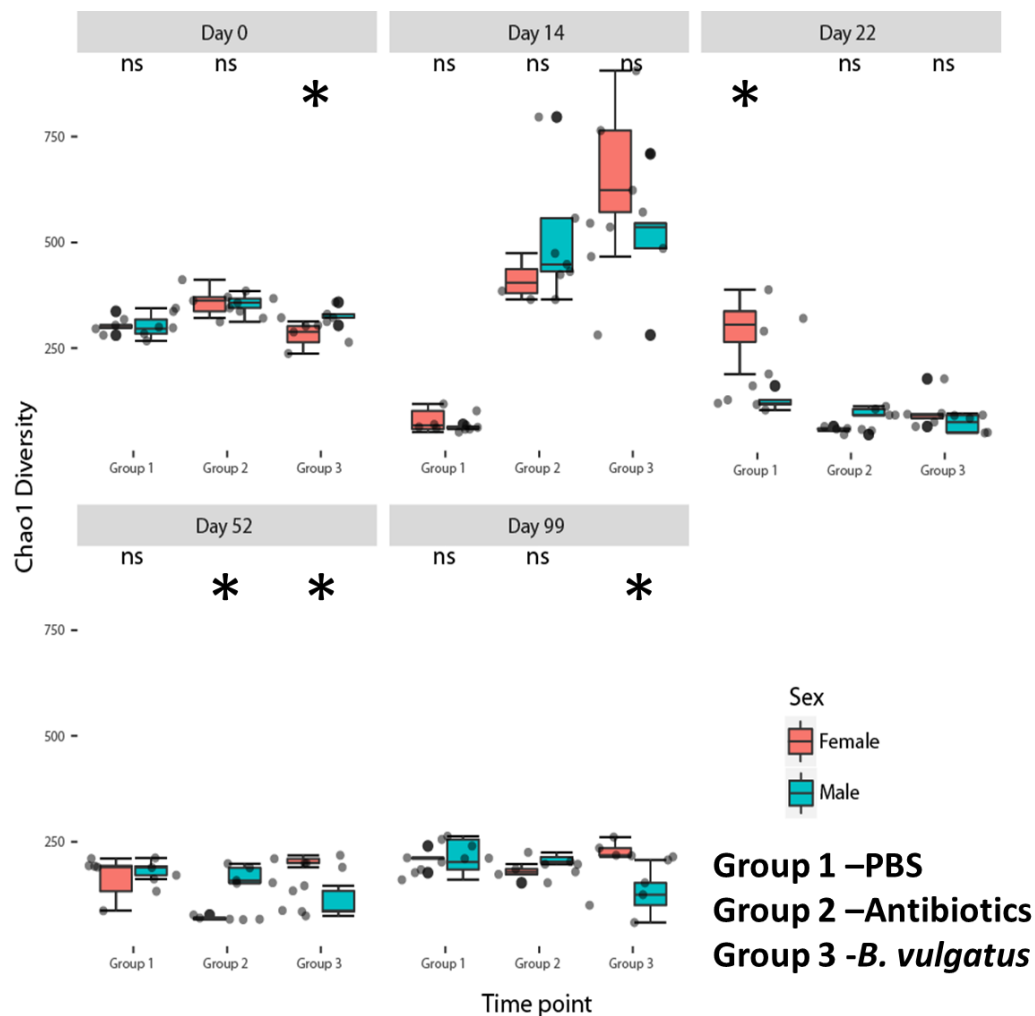 Day 0
Day 14
Day 22
ns
ns
*
ns
ns
ns
*
ns
ns
750
500
250
Group 1
Group 2
Group 3
Group 1
Group 2
Group 3
Group 1
Group 2
Group 3
Chao1 Diversity
Day 52
Day 99
ns
*
*
ns
ns
*
750
500
250
Group 1
Group 2
Group 3
Group 1
Group 2
Group 3
Time point
Sex
Female
Male
Group 1 –PBS
Group 2 –Antibiotics
Group 3 -B. vulgatus